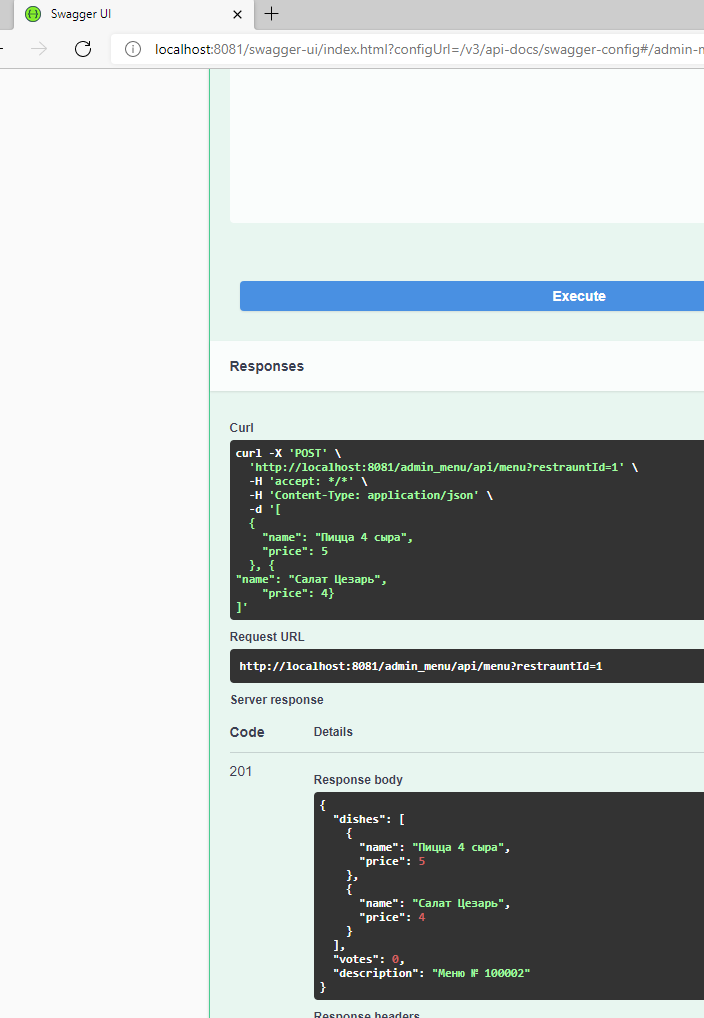 Swagger UI
localhost:8081/swagger-ui/index.html?configUrl=/v3/api-docs/swagger-config#/admin-m
Execute
Responses
Curl
curl -X 'POST' \
  'http://localhost:8081/admin_menu/api/menu?restrauntId=1' \
  -H 'accept: */*' \
  -H 'Content-Type: application/json' \
  -d '[
  {
    "name": "Пицца 4 сыра",
    "price": 5
  }, {
"name": "Салат Цезарь",
    "price": 4}
]'
Request URL
http://localhost:8081/admin_menu/api/menu?restrauntId=1
Server response
Code Details
201
Response body
{
  "dishes": [
    {
      "name": "Пицца 4 сыра",
      "price": 5
    },
    {
      "name": "Салат Цезарь",
      "price": 4
    }
  ],
  "votes": 0,
  "description": "Меню № 100002"
}
Response headers